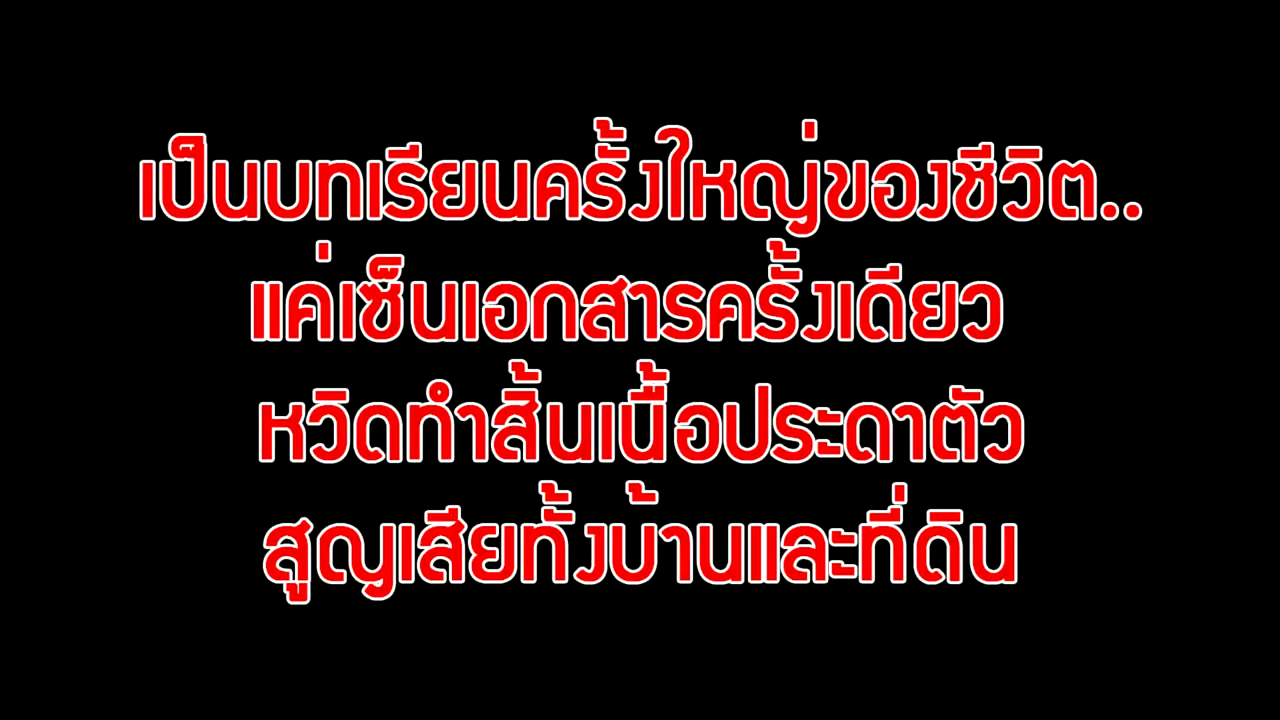 เป็นบทเรียนครั้งใหญ่ของชีวิต..
แค่เซ็นเอกสารครั้งเดียว
หวิดทำสิ้นเนื้อประดาตัว
สูญเสียทั้งบ้านและที่ดิน